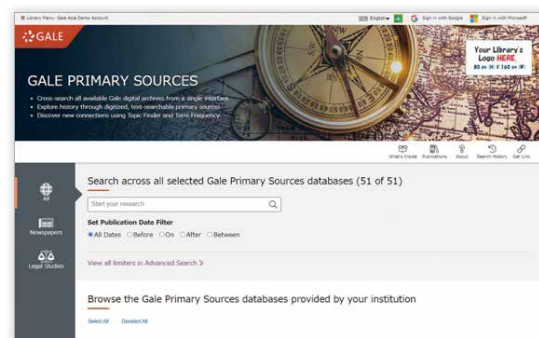 Library Menu: Gale Asia Demo Account
English
Sign in with Google
Sign in with Microsoft
GALE
Your Library's
Logo HERE.
GALE PRIMARY SOURCES
• Cross-search all available Gale digital archives from a single interface
• Explore history through digitized, text-searchable primary sources
• Discover new connections using Topic Finder and Term Frequency
What's Inside
Publications
About
Search History
Get Link
All
Newspapers
Legal Studies
Search across all selected Gale Primary Sources databases (51 of 51)
Start your research
Set Publication Date Filter
All Dates Before On After Between
View all limiters in Advanced Search
Browse the Gale Primary Sources databases provided by your institution
Select All Deselect All